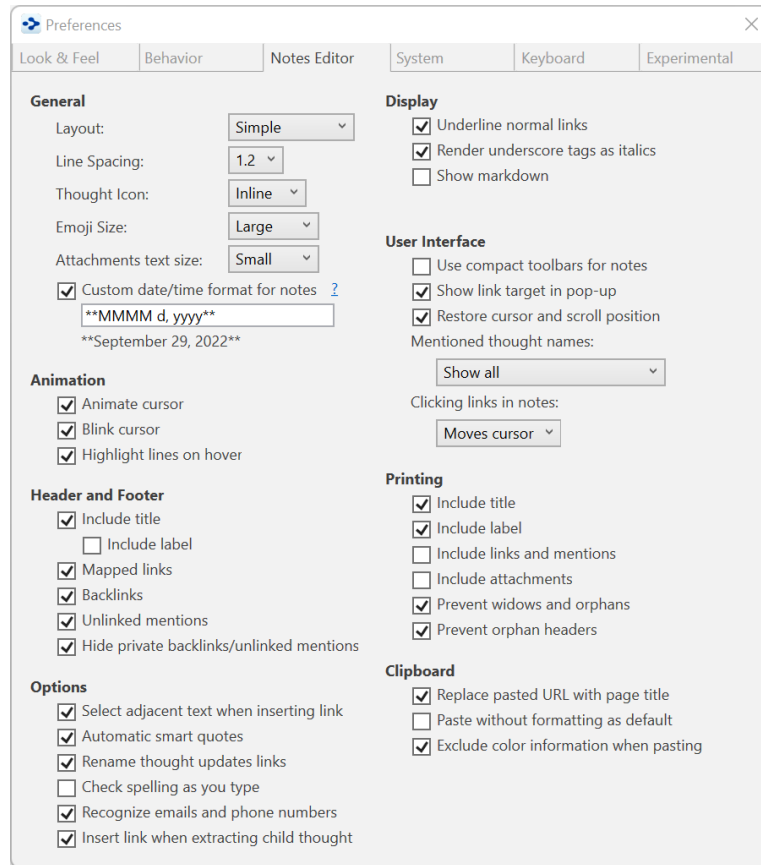 Preferences
Look & Feel
Behavior
Notes Editor
System
Keyboard
Experimental
General
Layout: Simple
Line Spacing: 1.2
Thought Icon: Inline
Emoji Size: Large
Attachments text size: Small
Custom date/time format for notes ?
**MMMM d, yyyy**
**September 29, 2022**
Animation
Animate cursor
Blink cursor
Highlight lines on hover
Header and Footer
Include title
Include label
Mapped links
Backlinks
Unlinked mentions
Hide private backlinks/unlinked mentions
Options
Select adjacent text when inserting link
Automatic smart quotes
Rename thought updates links
Check spelling as you type
Recognize emails and phone numbers
Insert link when extracting child thought
Display
Underline normal links
Render underscore tags as italics
Show markdown
User Interface
Use compact toolbars for notes
Show link target in pop-up
Restore cursor and scroll position
Mentioned thought names:
Show all
Clicking links in notes:
Moves cursor
Printing
Include title
Include label
Include links and mentions
Include attachments
Prevent widows and orphans
Prevent orphan headers
Clipboard
Replace pasted URL with page title
Paste without formatting as default
Exclude color information when pasting